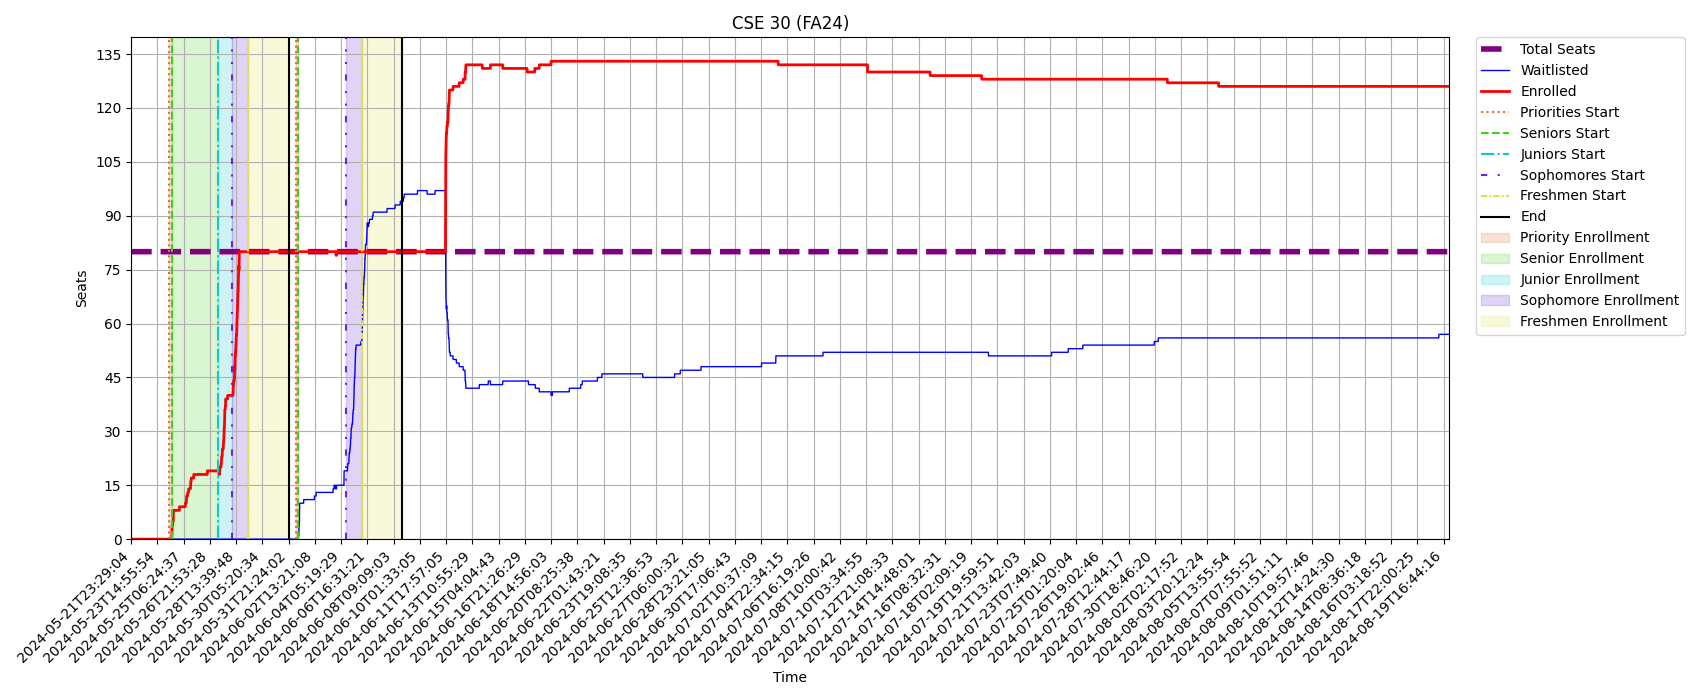 CSE 30 (FA24)
Seats
135
120
105
90
75
60
45
30
15
0
2024-05-21T23:29:04
2024-05-23T14:55:54
2024-05-25T06:24:37
2024-05-26T21:53:28
2024-05-28T13:39:48
2024-05-30T05:20:34
2024-05-31T21:24:02
2024-06-02T13:21:08
2024-06-04T05:19:29
2024-06-06T16:31:21
2024-06-08T09:09:03
2024-06-10T01:33:05
2024-06-11T17:57:05
2024-06-13T10:55:29
2024-06-15T04:04:43
2024-06-16T21:26:29
2024-06-18T14:56:03
2024-06-20T08:25:38
2024-06-22T01:43:21
2024-06-23T19:08:35
2024-06-25T12:36:53
2024-06-27T06:00:32
2024-06-28T23:21:05
2024-06-30T17:06:43
2024-07-02T10:37:09
2024-07-04T22:34:15
2024-07-06T16:19:26
2024-07-08T10:00:42
2024-07-10T03:34:55
2024-07-12T21:08:33
2024-07-14T14:48:01
2024-07-16T08:32:31
2024-07-18T02:09:19
2024-07-19T19:59:51
2024-07-21T13:42:03
2024-07-23T07:49:40
2024-07-25T01:20:04
2024-07-26T19:02:46
2024-07-28T12:44:17
2024-07-30T18:46:20
2024-08-02T02:17:52
2024-08-03T20:12:24
2024-08-05T13:55:54
2024-08-07T07:55:52
2024-08-09T01:51:11
2024-08-10T19:57:46
2024-08-12T14:24:30
2024-08-14T08:36:18
2024-08-16T03:18:52
2024-08-17T22:00:25
2024-08-19T16:44:16
Time
Total Seats
Waitlisted
Enrolled
Priorities Start
Seniors Start
Juniors Start
Sophomores Start
Freshmen Start
End
Priority Enrollment
Senior Enrollment
Junior Enrollment
Sophomore Enrollment
Freshmen Enrollment